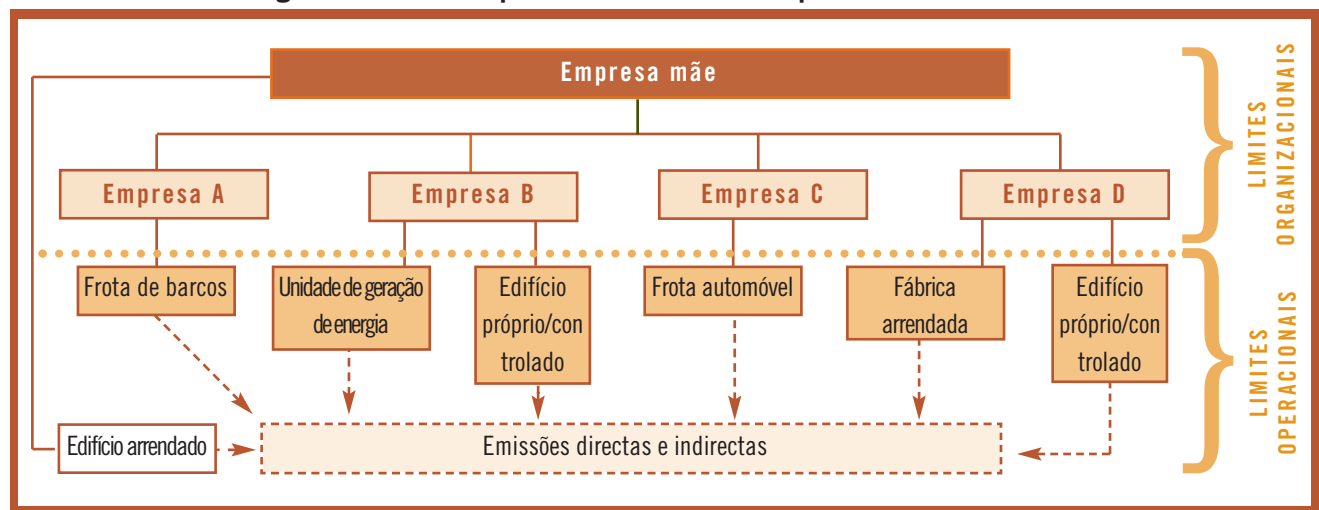 Empresa mãe
LIMITES
ORGANIZACIONAIS
Empresa A
Empresa B
Empresa C
Empresa D
Frota de barcos
Unidade de geração
de energia
Edifício
próprio/con
trolado
Frota automóvel
Fábrica
arrendada
Edifício
próprio/con
trolado
LIMITES
OPERACIONAIS
Edifício arrendado
Emissões directas e indirectas